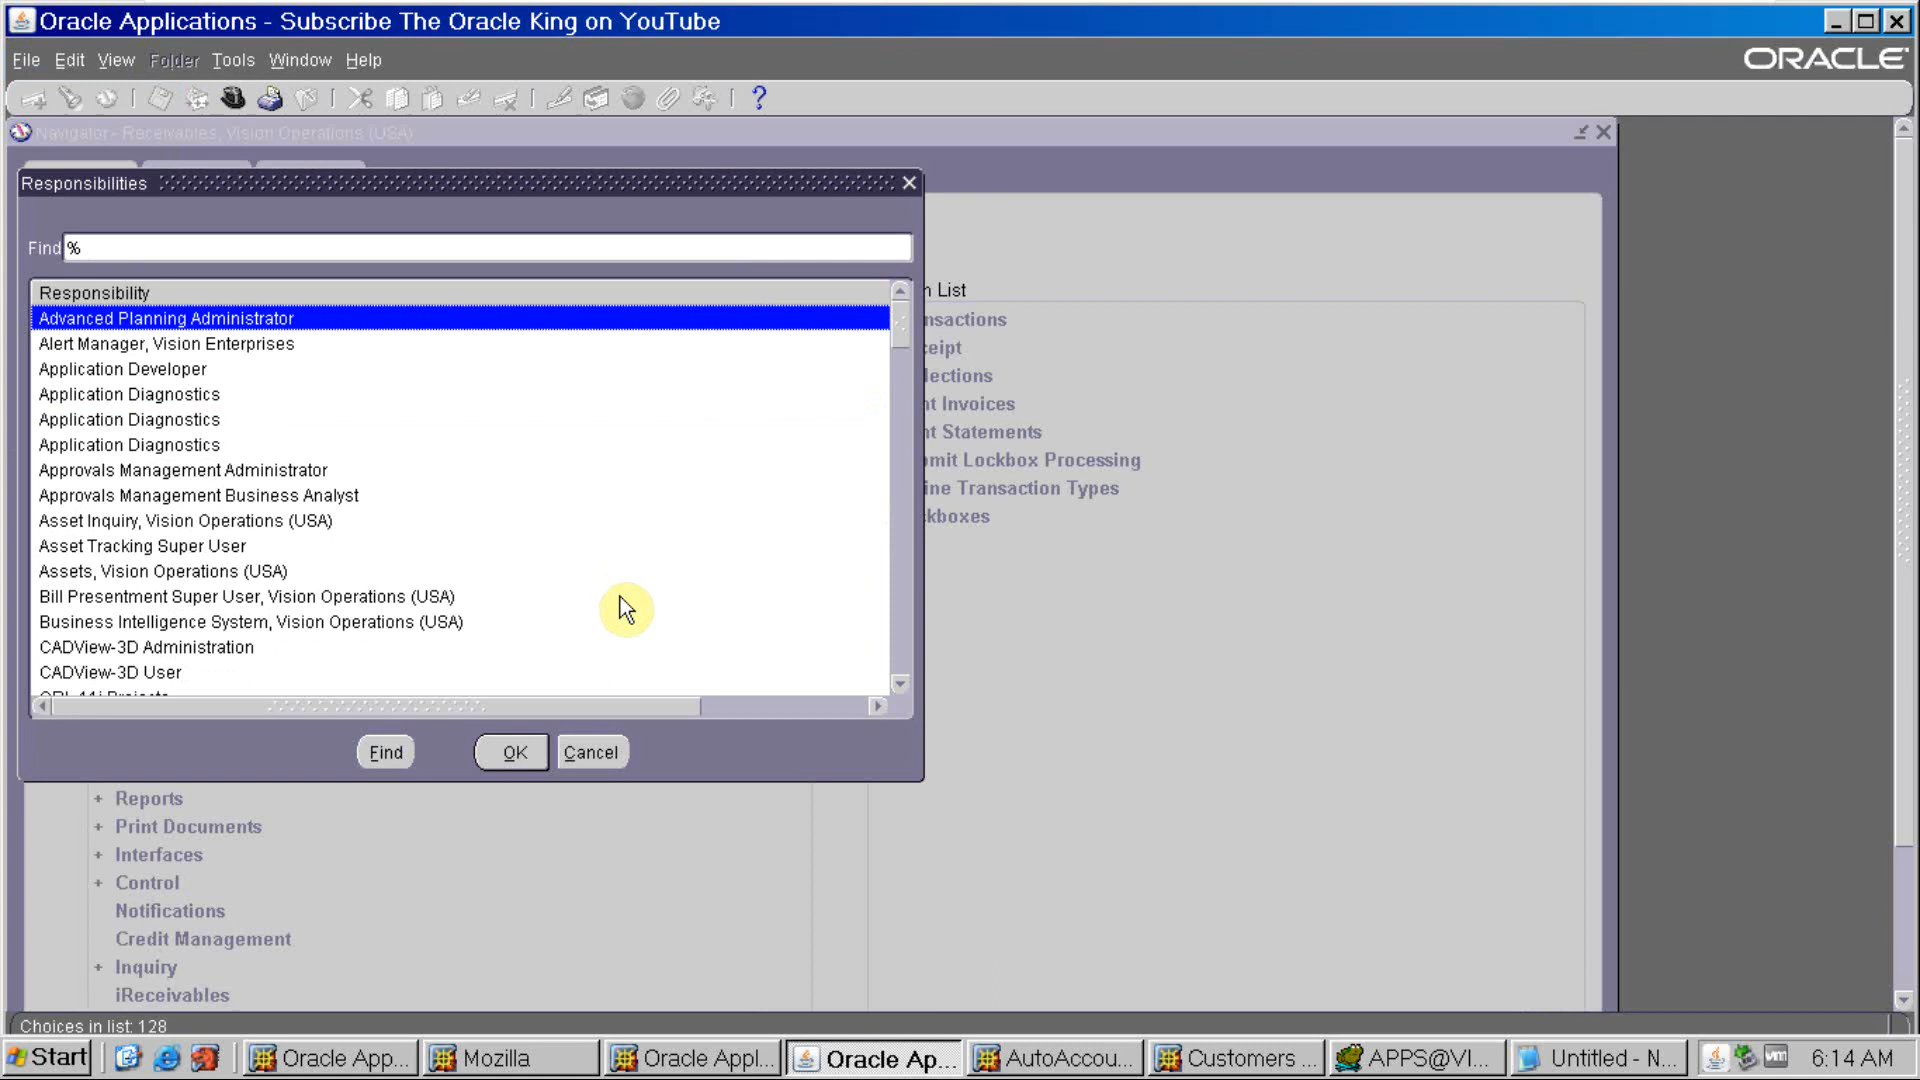 Oracle Applications - Subscribe The Oracle King on YouTube
File Edit View Folder Tools Window Help
ORACLE
Navigator - Receivables, Vision Operations (USA)
Responsibilities
Find %
Responsibility
Advanced Planning Administrator
Alert Manager, Vision Enterprises
Application Developer
Application Diagnostics
Application Diagnostics
Application Diagnostics
Approvals Management Administrator
Approvals Management Business Analyst
Asset Inquiry, Vision Operations (USA)
Asset Tracking Super User
Assets, Vision Operations (USA)
Bill Presentment Super User, Vision Operations (USA)
Business Intelligence System, Vision Operations (USA)
CADView-3D Administration
CADView-3D User
Find OK Cancel
List
nsactions
ceipt
lections
nt Invoices
nt Statements
mit Lockbox Processing
ine Transaction Types
kboxes
+ Reports
+ Print Documents
+ Interfaces
+ Control
Notifications
Credit Management
+ Inquiry
iReceivables
Choices in list: 128
Start Oracle App... Mozilla Oracle Appl... Oracle Ap... AutoAccou... Customers ... APPS@VI... Untitled - N... 6:14 AM